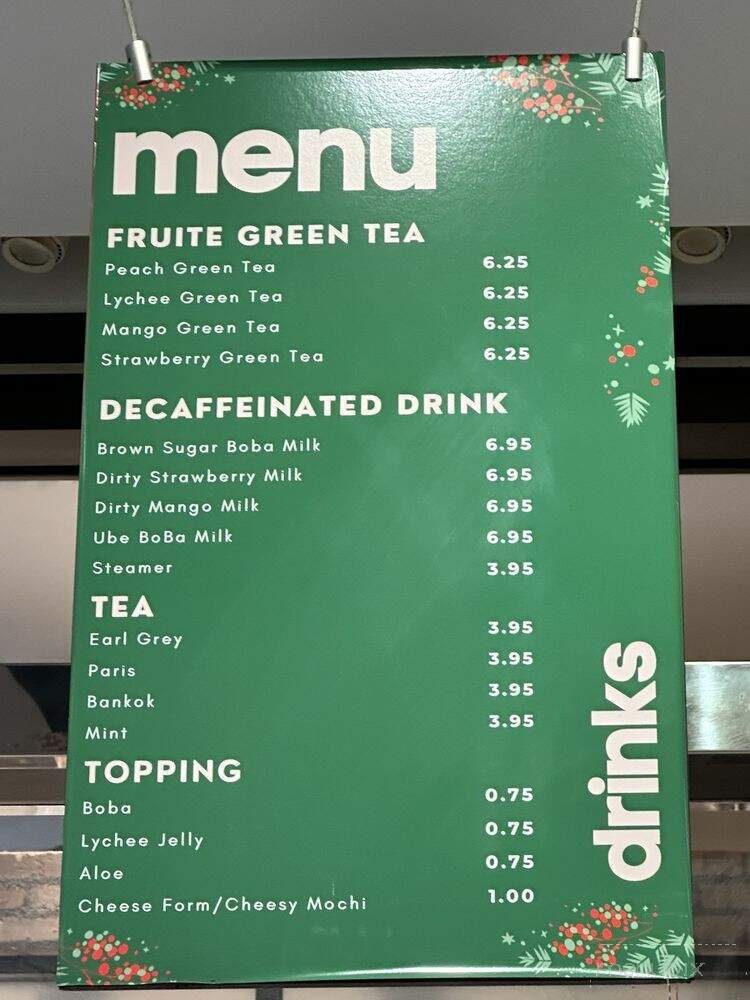 menu
FRUITE GREEN TEA
Peach Green Tea 6.25
Lychee Green Tea 6.25
Mango Green Tea 6.25
Strawberry Green Tea 6.25
DECAFFEINATED DRINK
Brown Sugar Boba Milk 6.95
Dirty Strawberry Milk 6.95
Dirty Mango Milk 6.95
Ube BoBa Milk 6.95
Steamer 3.95
TEA
Earl Grey 3.95
Paris 3.95
Bankok 3.95
Mint 3.95
TOPPING
Boba 0.75
Lychee Jelly 0.75
Aloe 0.75
Cheese Form/Cheesy Mochi 1.00
drinks